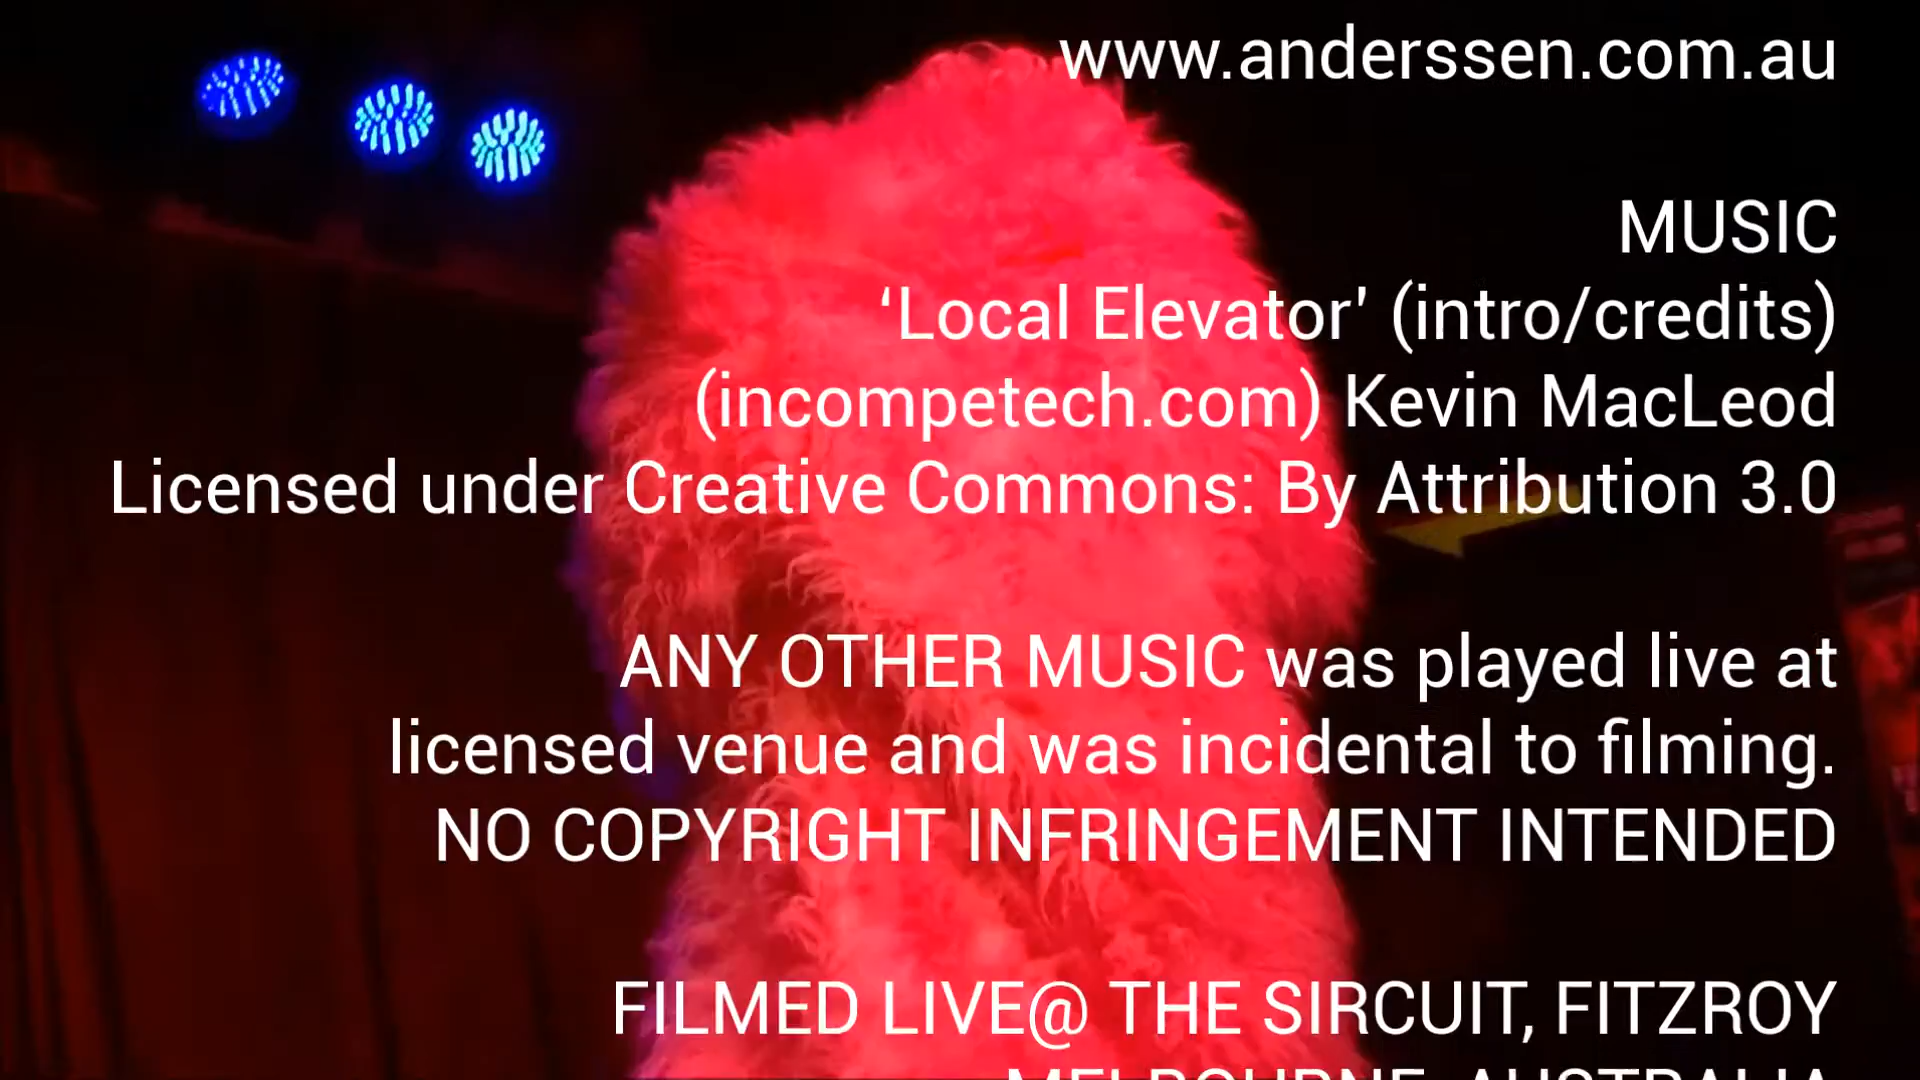 www.anderssen.com.au
MUSIC
‘Local Elevator’ (intro/credits)
(incompetech.com) Kevin MacLeod
Licensed under Creative Commons: By Attribution 3.0
ANY OTHER MUSIC was played live at
licensed venue and was incidental to filming.
NO COPYRIGHT INFRINGEMENT INTENDED
FILMED LIVE@ THE SIRCUIT, FITZROY
MELBOURNE, AUSTRALIA